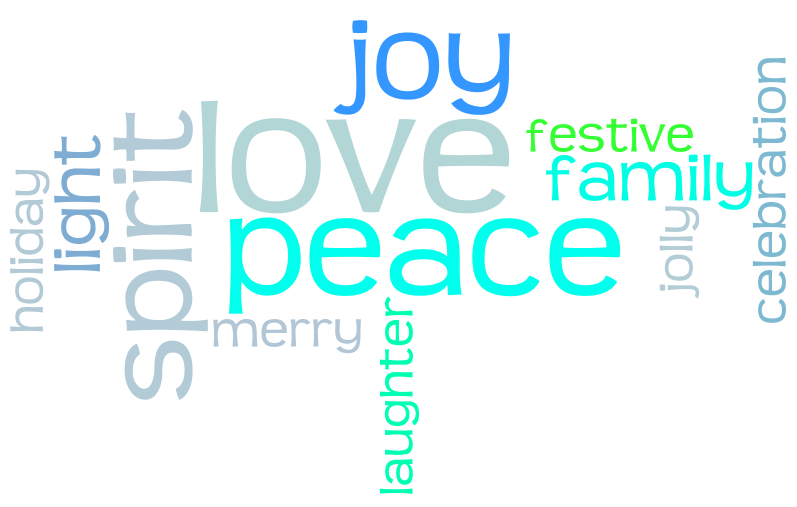 joy
love
festive
family
celebration
holiday
light
spirit
peace
jolly
merry
laughter